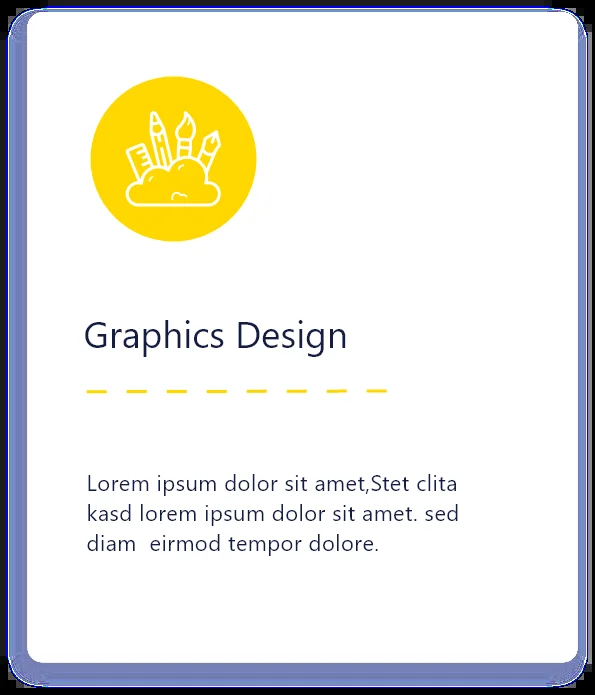 Graphics Design
Lorem ipsum dolor sit amet,Stet clita
kasd lorem ipsum dolor sit amet. sed
diam  eirmod tempor dolore.